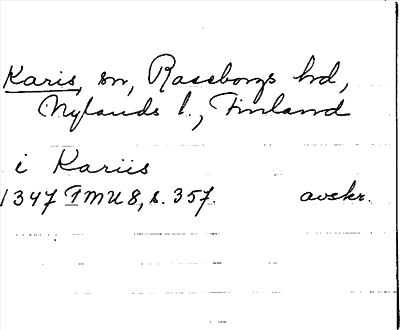 Karis, sn, Raseborgs hd,
Nylands l., Finland
i Kariis
1347 FMU 8, s. 357. avskr.